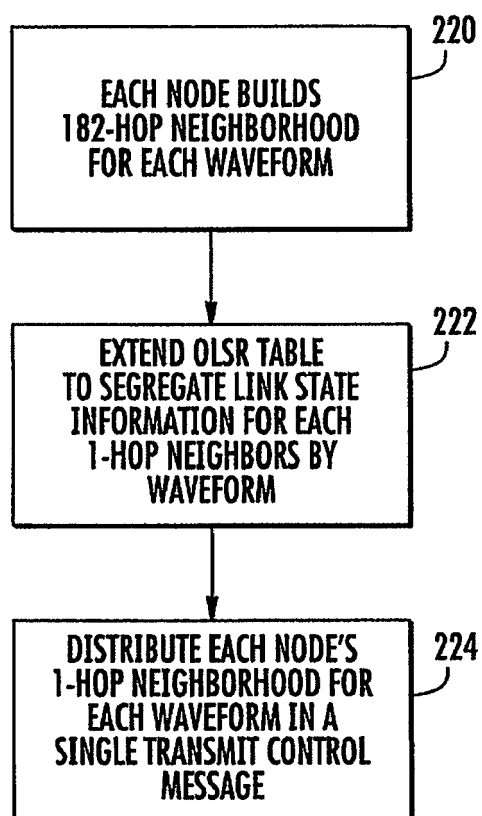 220
EACH NODE BUILDS
182-HOP NEIGHBORHOOD
FOR EACH WAVEFORM
222
EXTEND OLSR TABLE
TO SEGREGATE LINK STATE
INFORMATION FOR EACH
1-HOP NEIGHBORS BY
WAVEFORM
224
DISTRIBUTE EACH NODE'S
1-HOP NEIGHBORHOOD FOR
EACH WAVEFORM IN A
SINGLE TRANSMIT CONTROL
MESSAGE